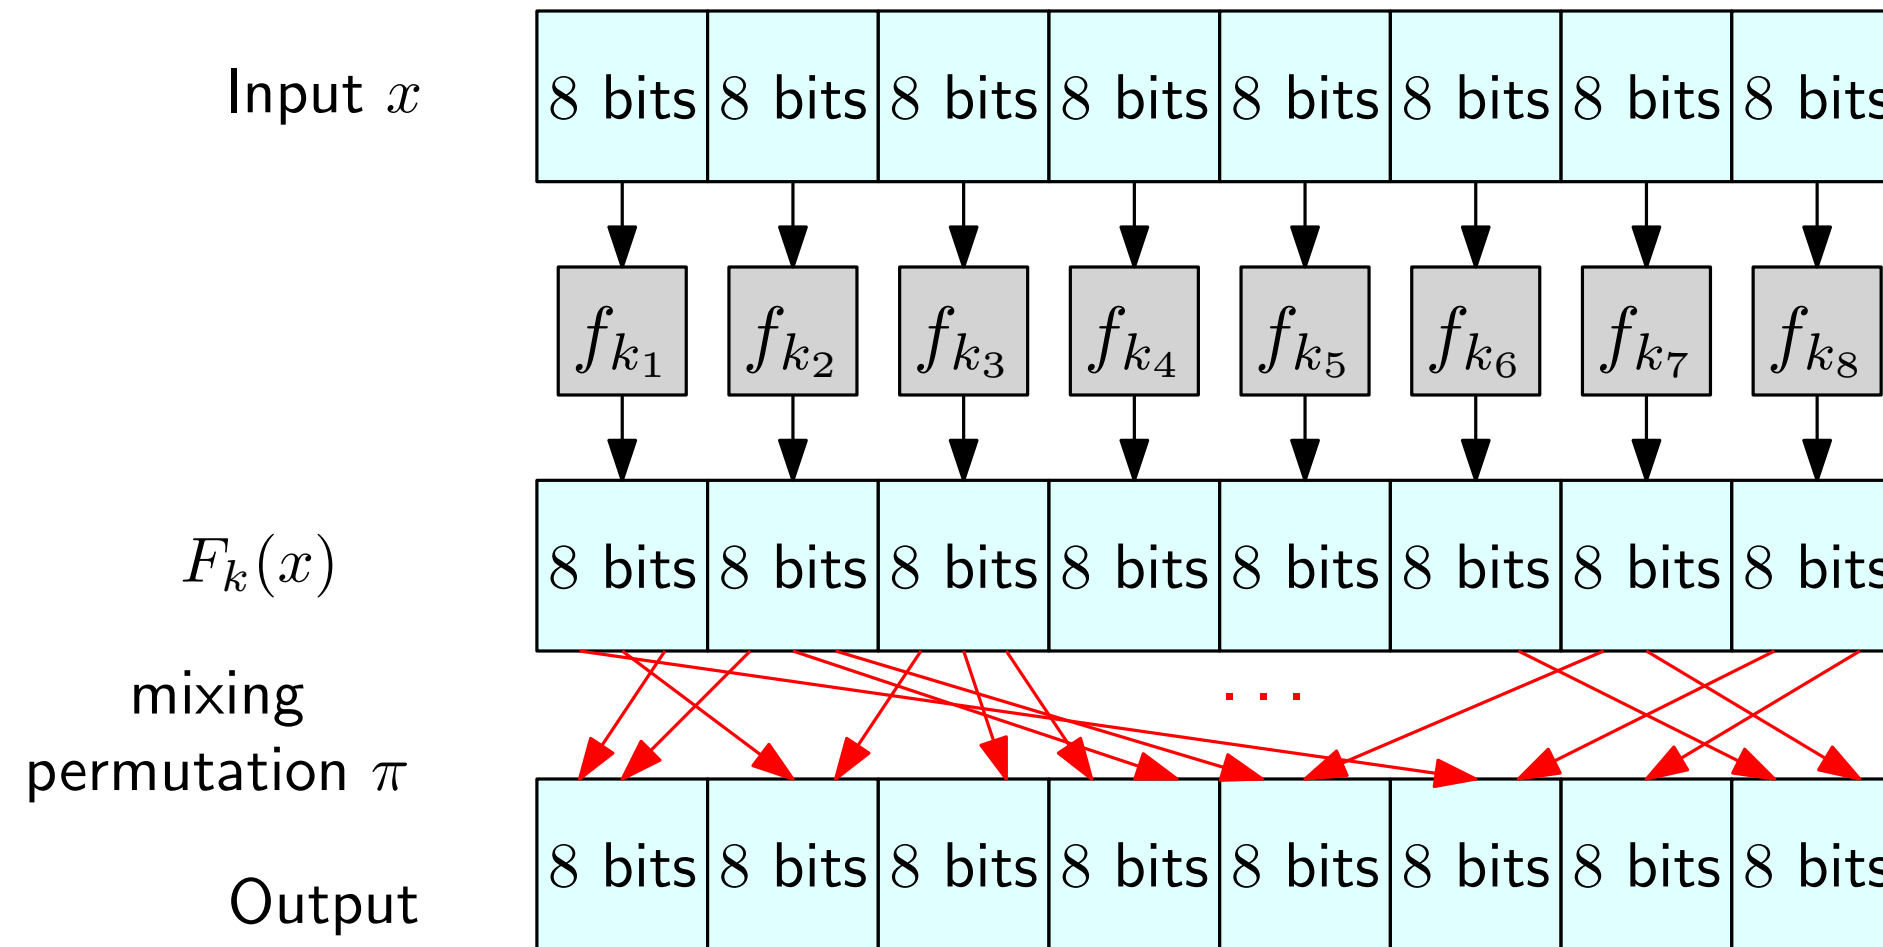 Input x 8 bits 8 bits 8 bits 8 bits 8 bits 8 bits 8 bits 8 bits
f_{k_1} f_{k_2} f_{k_3} f_{k_4} f_{k_5} f_{k_6} f_{k_7} f_{k_8}
F_k(x) 8 bits 8 bits 8 bits 8 bits 8 bits 8 bits 8 bits 8 bits
mixing
permutation π
. . .
8 bits 8 bits 8 bits 8 bits 8 bits 8 bits 8 bits 8 bits
Output